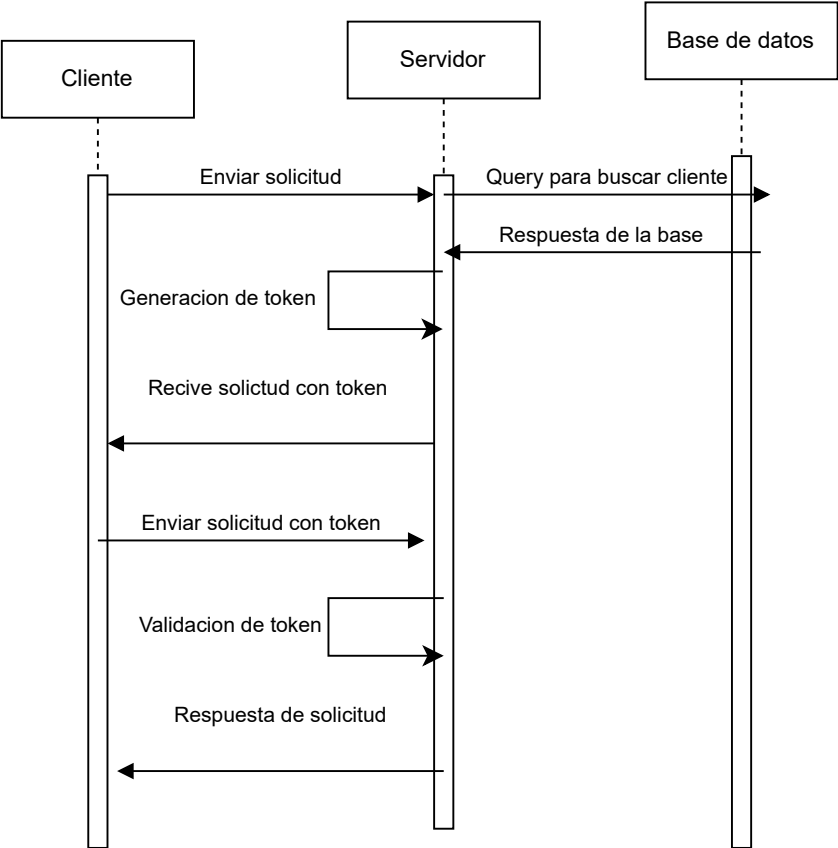 Cliente
Servidor
Base de datos
Enviar solicitud
Query para buscar cliente
Respuesta de la base
Generacion de token
Recive solictud con token
Enviar solicitud con token
Validacion de token
Respuesta de solicitud